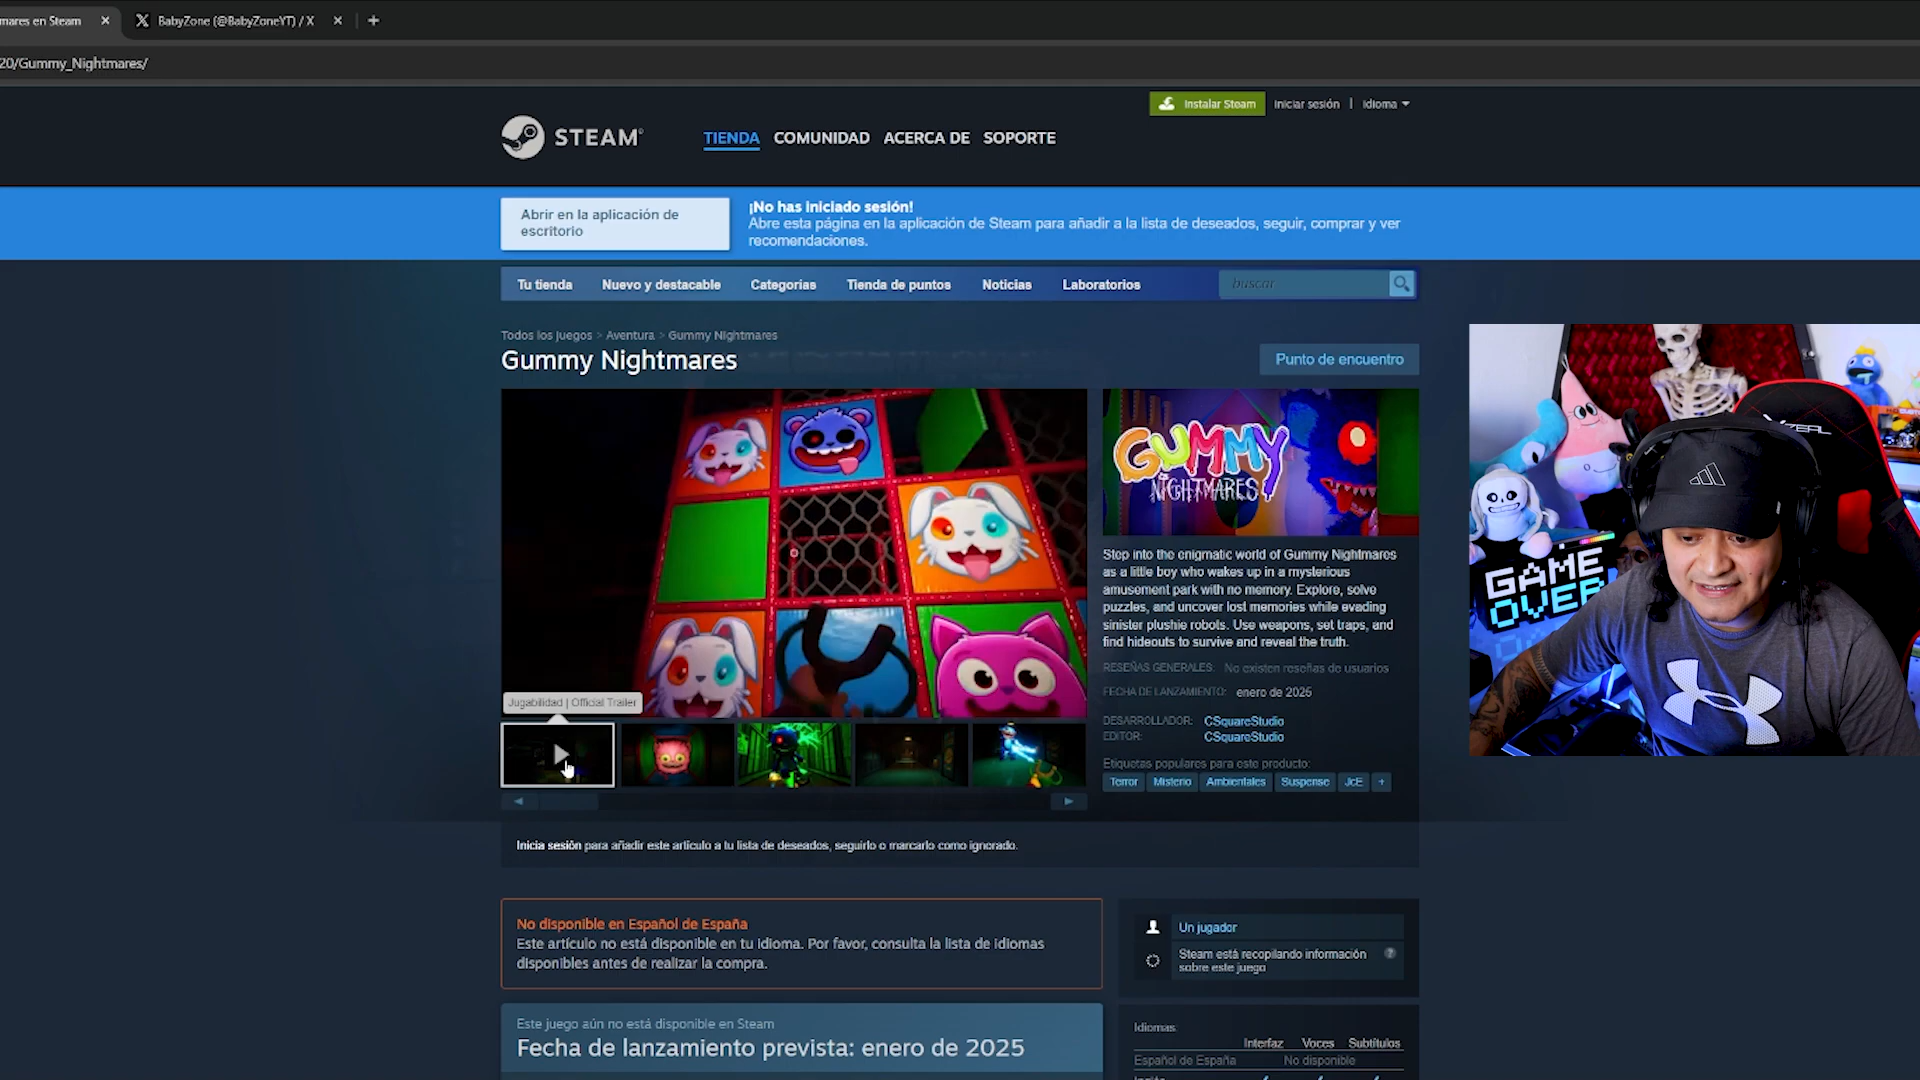 mares en Steam
BabyZone (@BabyZoneYT) / X
20/Gummy_Nightmares/
Instalar Steam
iniciar sesión
idioma
STEAM
TIENDA
COMUNIDAD
ACERCA DE
SOPORTE
Abrir en la aplicación de
escritorio
¡No has iniciado sesión!
Abre esta página en la aplicación de Steam para añadir a la lista de deseados, seguir, comprar y ver
recomendaciones.
Tu tienda
Nuevo y destacable
Categorías
Tienda de puntos
Noticias
Laboratorios
buscar
Todos los juegos > Aventura > Gummy Nightmares
Gummy Nightmares
Punto de encuentro
GUMMY
NIGHTMARES
Step into the enigmatic world of Gummy Nightmares
as a little boy who wakes up in a mysterious
amusement park with no memory. Explore, solve
puzzles, and uncover lost memories while evading
sinister plushie robots. Use weapons, set traps, and
find hideouts to survive and reveal the truth.
RESEÑAS GENERALES: No existen reseñas de usuarios
FECHA DE LANZAMIENTO: enero de 2025
DESARROLLADOR: CSquareStudio
EDITOR: CSquareStudio
Etiquetas populares para este producto:
Terror
Misterio
Ambientales
Suspense
JcE
+
Jugabilidad | Official Trailer
Inicia sesión para añadir este artículo a tu lista de deseados, seguirlo o marcarlo como ignorado.
No disponible en Español de España
Este artículo no está disponible en tu idioma. Por favor, consulta la lista de idiomas
disponibles antes de realizar la compra.
Un jugador
Steam está recopilando información
sobre este juego
?
Este juego aún no está disponible en Steam
Fecha de lanzamiento prevista: enero de 2025
Idiomas:
Interfaz Voces Subtítulos
Español de España No disponible
GAME
OVER